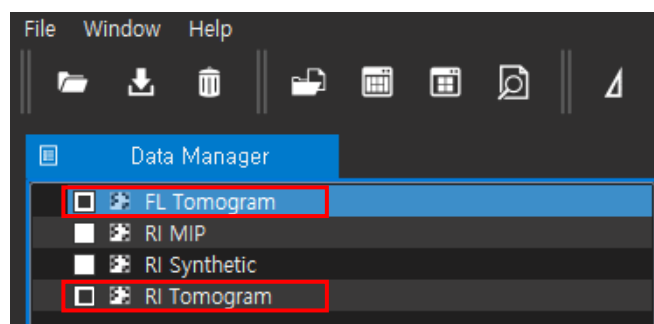 File Window Help
Data Manager
FL Tomogram
RI MIP
RI Synthetic
RI Tomogram